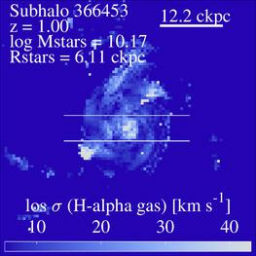 Subhalo 366453
12.2 ckpc
z = 1.00
log Mstars = 10.17
Rstars = 6.11 ckpc
los σ (H-alpha gas) [km s⁻¹]
10 20 30 40